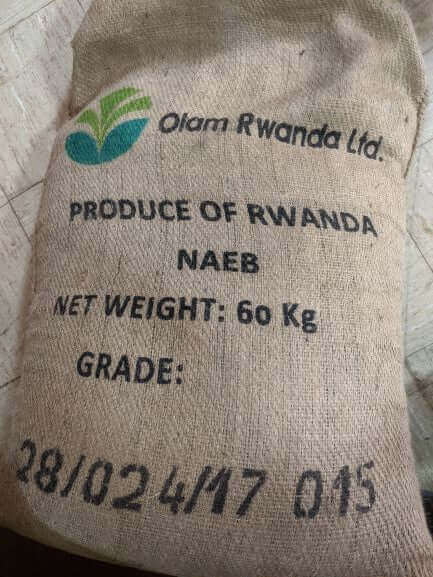 Olam Rwanda Ltd.
PRODUCE OF RWANDA
NAEB
NET WEIGHT: 60 Kg
GRADE:
28/024/17 015